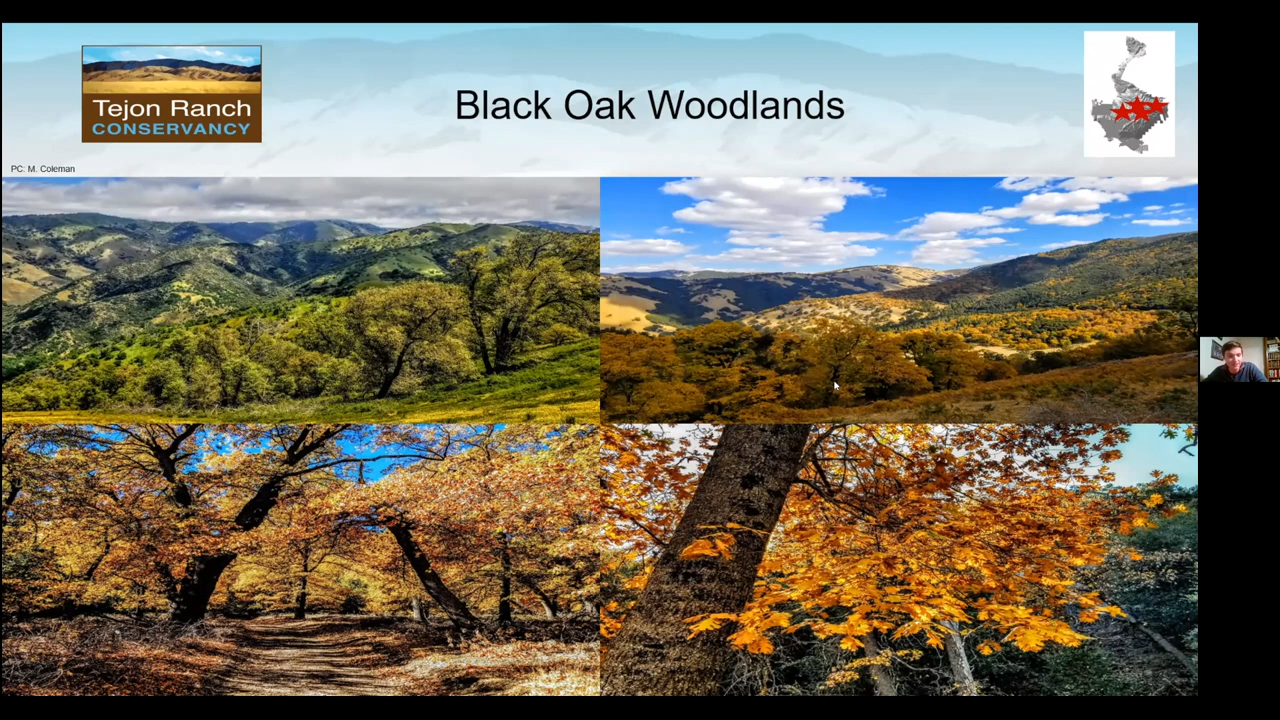 Tejon Ranch
CONSERVANCY
Black Oak Woodlands
PC: M. Coleman